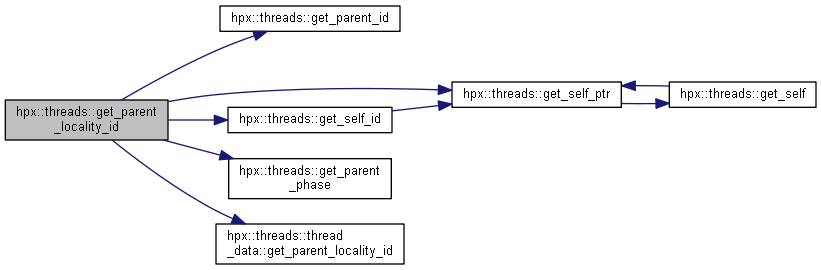 hpx::threads::get_parent_id
hpx::threads::get_parent
_locality_id
hpx::threads::get_self_ptr
hpx::threads::get_self
hpx::threads::get_self_id
hpx::threads::get_parent
_phase
hpx::threads::thread
_data::get_parent_locality_id